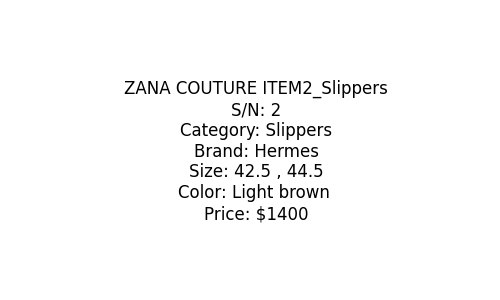 ZANA COUTURE ITEM2_Slippers
S/N: 2
Category: Slippers
Brand: Hermes
Size: 42.5 , 44.5
Color: Light brown
Price: $1400